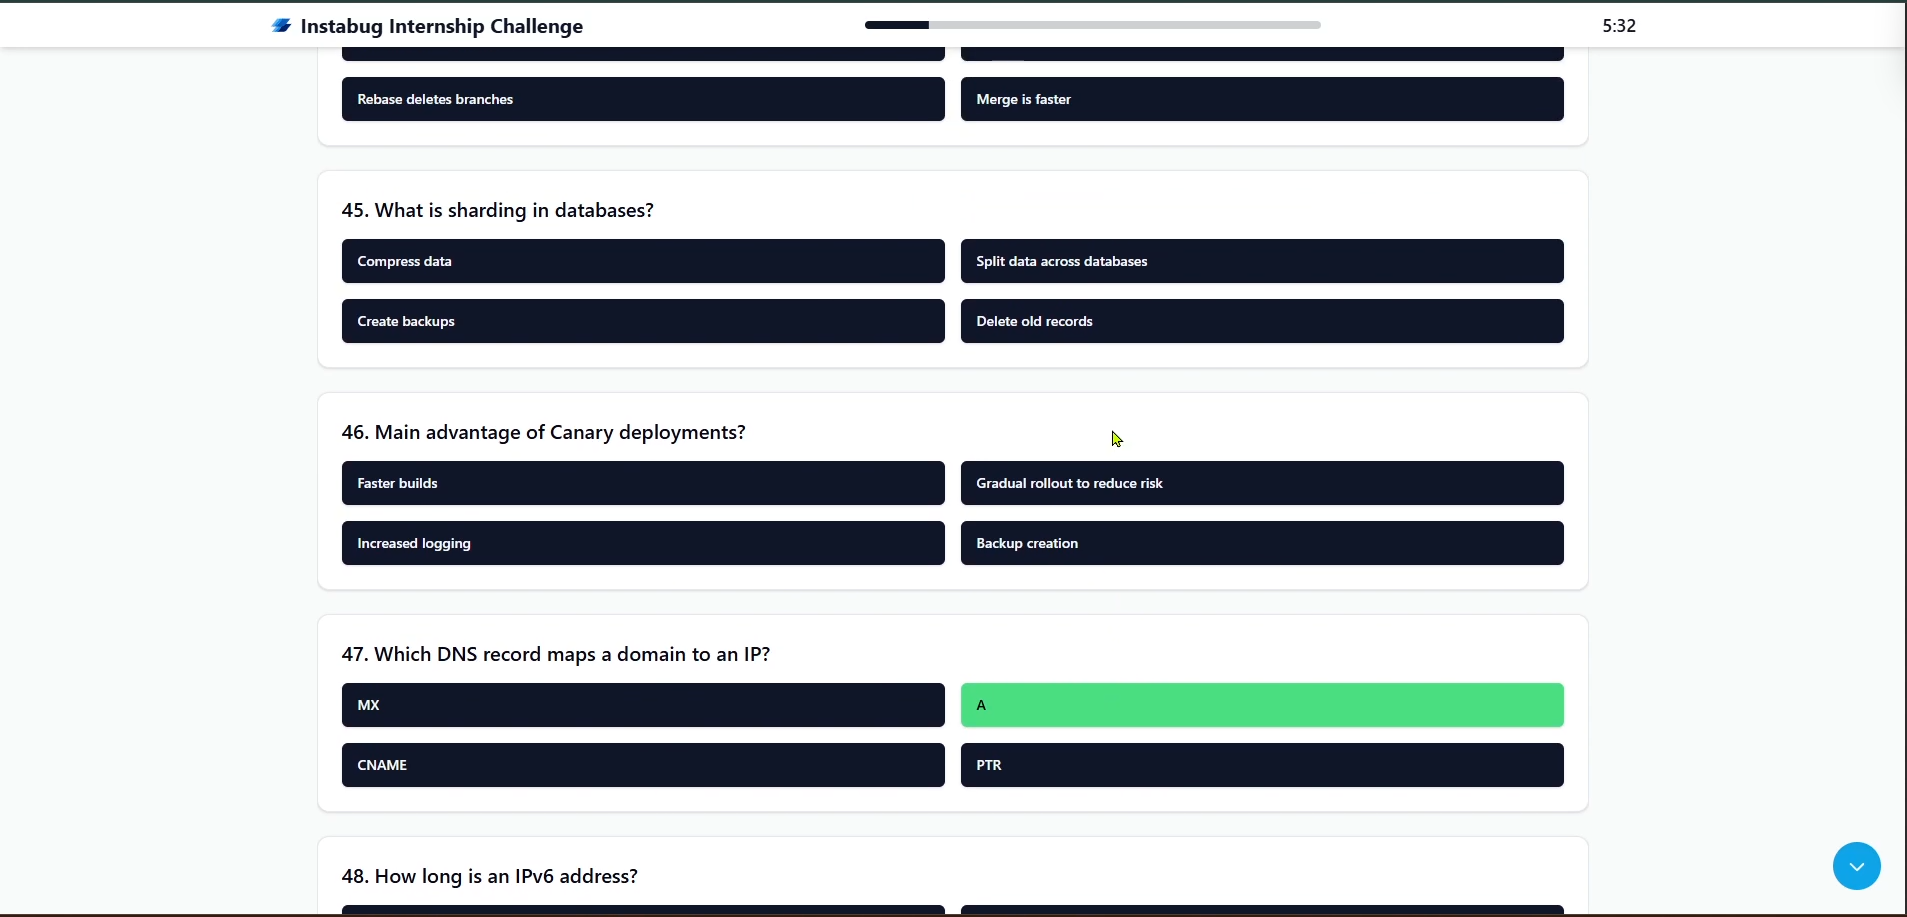 Instabug Internship Challenge
5:32
Rebase deletes branches
Merge is faster
45. What is sharding in databases?
Compress data
Split data across databases
Create backups
Delete old records
46. Main advantage of Canary deployments?
Faster builds
Gradual rollout to reduce risk
Increased logging
Backup creation
47. Which DNS record maps a domain to an IP?
MX
A
CNAME
PTR
48. How long is an IPv6 address?